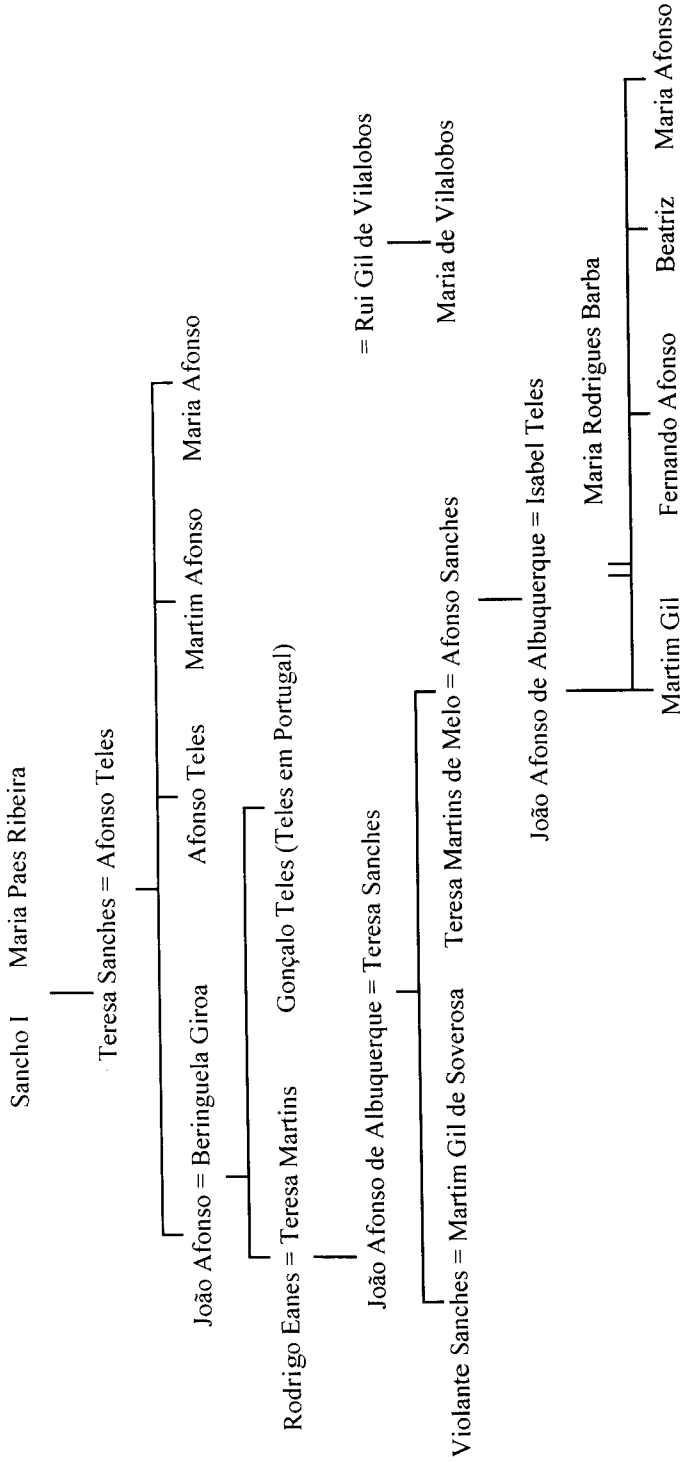 Sancho I Maria Paes Ribeira
Teresa Sanches = Afonso Teles
João Afonso = Beringuela Giroa Afonso Teles Martim Afonso Maria Afonso
Rodrigo Eanes = Teresa Martins Gonçalo Teles (Teles em Portugal)
João Afonso de Albuquerque = Teresa Sanches = Rui Gil de Vilalobos
Violante Sanches = Martim Gil de Soverosa Teresa Martins de Melo = Afonso Sanches Maria de Vilalobos
João Afonso de Albuquerque = Isabel Teles
Maria Rodrigues Barba
Martim Gil Fernando Afonso Beatriz Maria Afonso